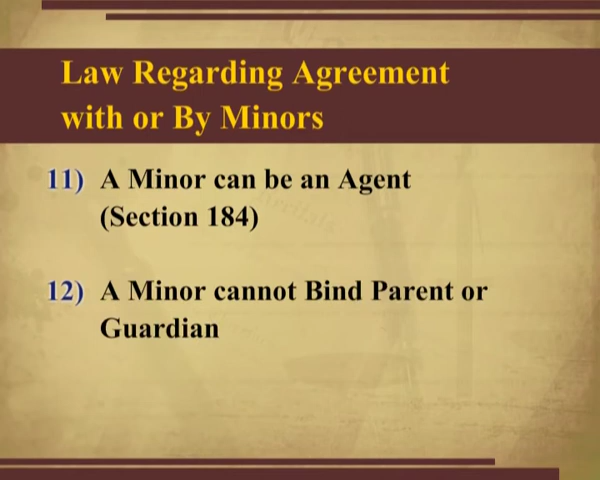 Law Regarding Agreement
with or By Minors
11) A Minor can be an Agent
(Section 184)
12) A Minor cannot Bind Parent or
Guardian